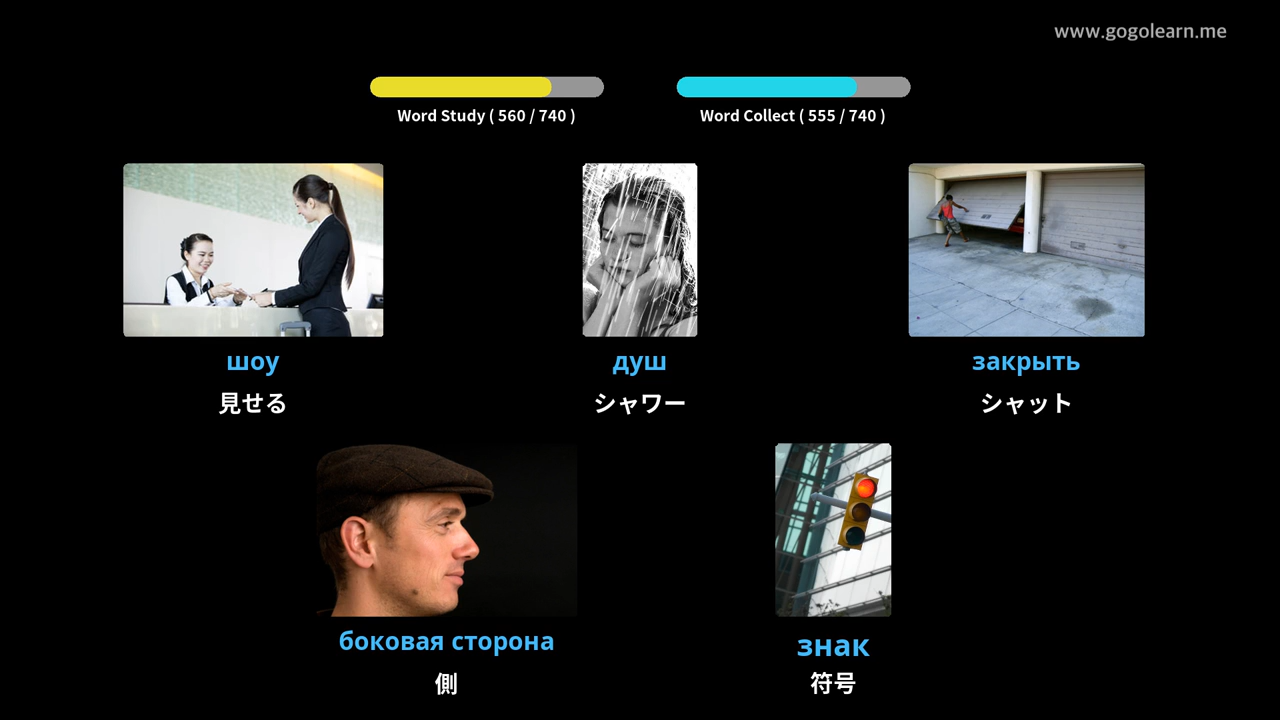 www.gogolearn.me
Word Study ( 560 / 740 )
Word Collect ( 555 / 740 )
шоу
見せる
душ
シャワー
закрыть
シャット
боковая сторона
側
знак
符号